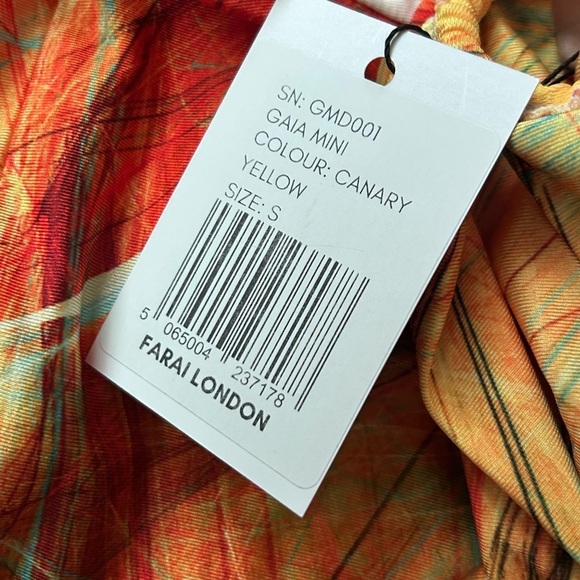 SN: GMD001
GAIA MINI
COLOUR: CANARY
YELLOW
SIZE: S
5 065004 237178
FARAI LONDON